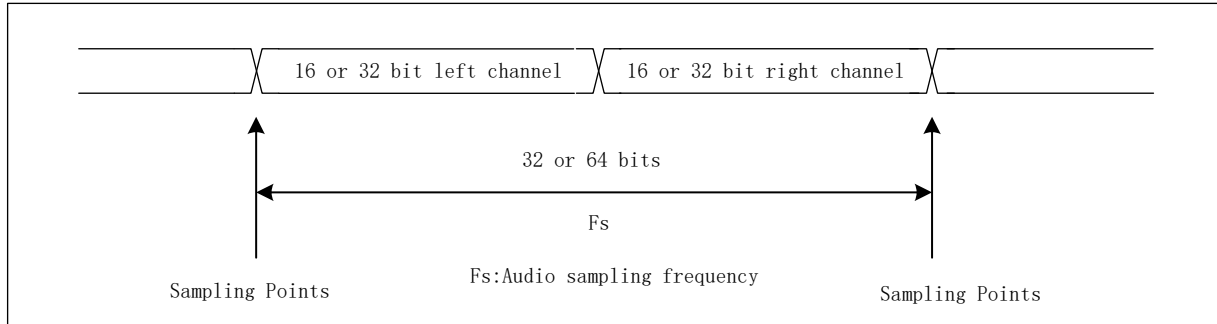 16 or 32 bit left channel
16 or 32 bit right channel
32 or 64 bits
Fs
Fs:Audio sampling frequency
Sampling Points
Sampling Points